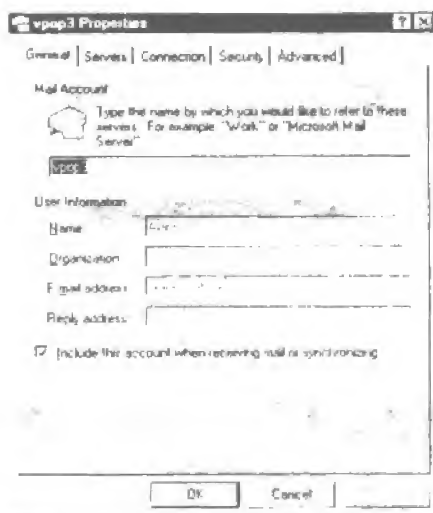 vpop3 Properties
General Servers Connection Security Advanced
Mail Account
Type the name by which you would like to refer to these
servers. For example: "Work" or "Microsoft Mail
Server"
User Information
Name
Organization
E-mail address
Reply address
Include this account when receiving mail or synchronizing
OK Cancel